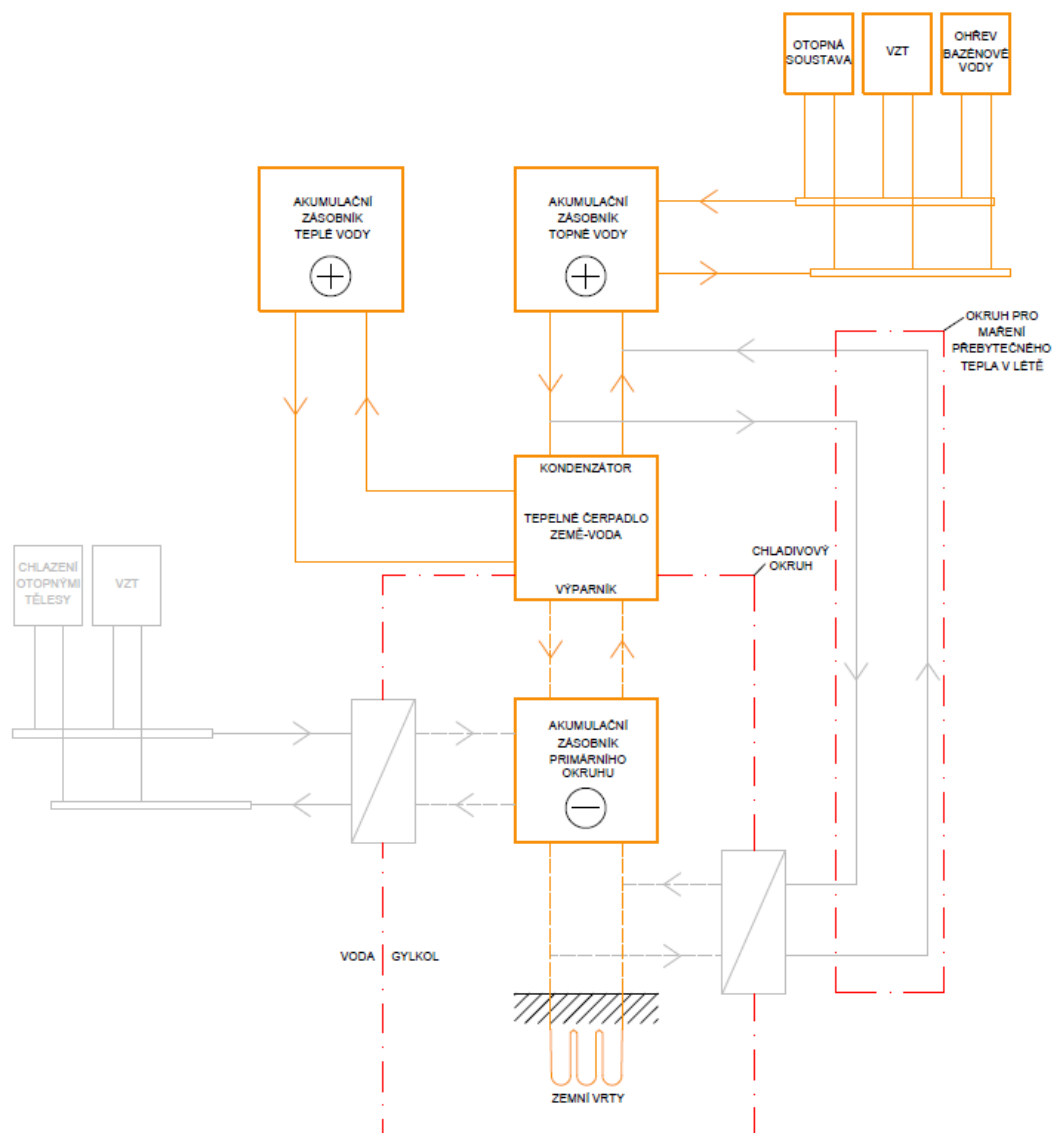 OTOPNÁ
SOUSTAVA
VZT
OHŘEV
BAZÉNOVÉ
VODY
AKUMULAČNÍ
ZÁSOBNÍK
TEPLÉ VODY
AKUMULAČNÍ
ZÁSOBNÍK
TOPNÉ VODY
OKRUH PRO
MAŘENÍ
PŘEBYTEČNÉHO
TEPLA V LÉTĚ
KONDENZÁTOR
TEPELNÉ ČERPADLO
ZEMĚ-VODA
VÝPARNÍK
CHLADIVOVÝ
OKRUH
CHLAZENÍ
OTOPNÝMI
TĚLESY
VZT
AKUMULAČNÍ
ZÁSOBNÍK
PRIMÁRNÍHO
OKRUHU
VODA
GYLKOL
ZEMNÍ VRTY